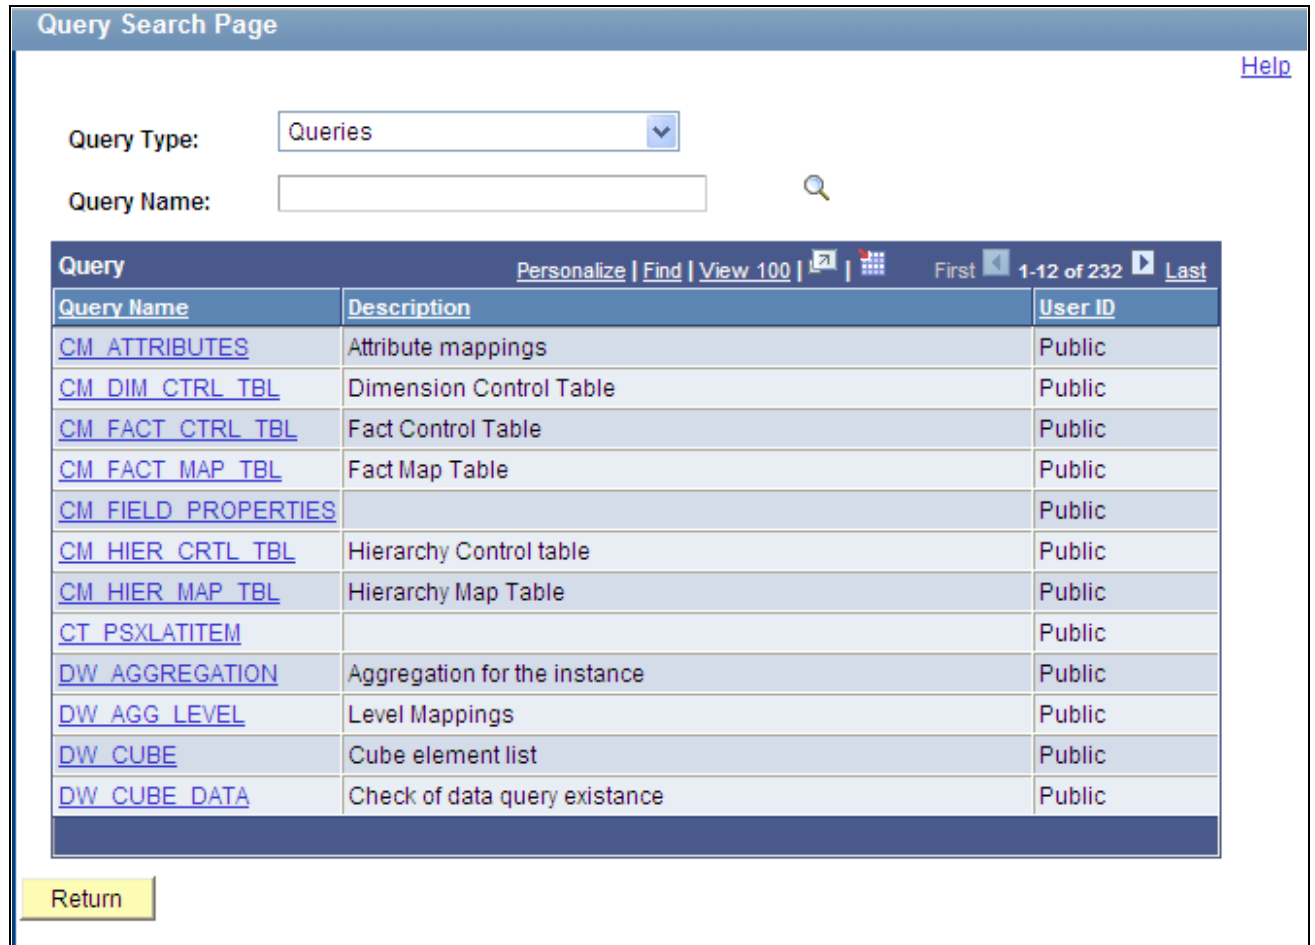 Query Search Page
Help
Query Type: Queries
Query Name:
Query Personalize | Find | View 100 | | First 1-12 of 232 Last
Query Name Description User ID
CM_ATTRIBUTES Attribute mappings Public
CM_DIM_CTRL_TBL Dimension Control Table Public
CM_FACT_CTRL_TBL Fact Control Table Public
CM_FACT_MAP_TBL Fact Map Table Public
CM_FIELD_PROPERTIES Public
CM_HIER_CRTL_TBL Hierarchy Control table Public
CM_HIER_MAP_TBL Hierarchy Map Table Public
CT_PSXLATITEM Public
DW_AGGREGATION Aggregation for the instance Public
DW_AGG_LEVEL Level Mappings Public
DW_CUBE Cube element list Public
DW_CUBE_DATA Check of data query existance Public
Return